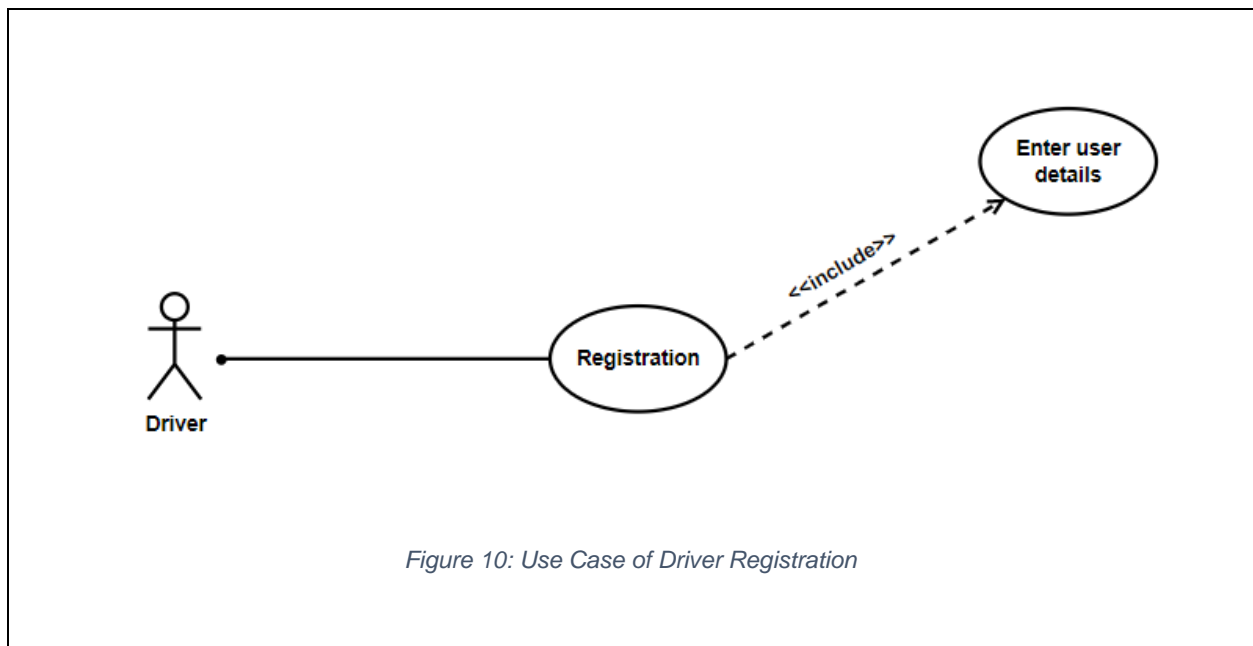 Enter user
details
<<include>>
Registration
Driver
Figure 10: Use Case of Driver Registration